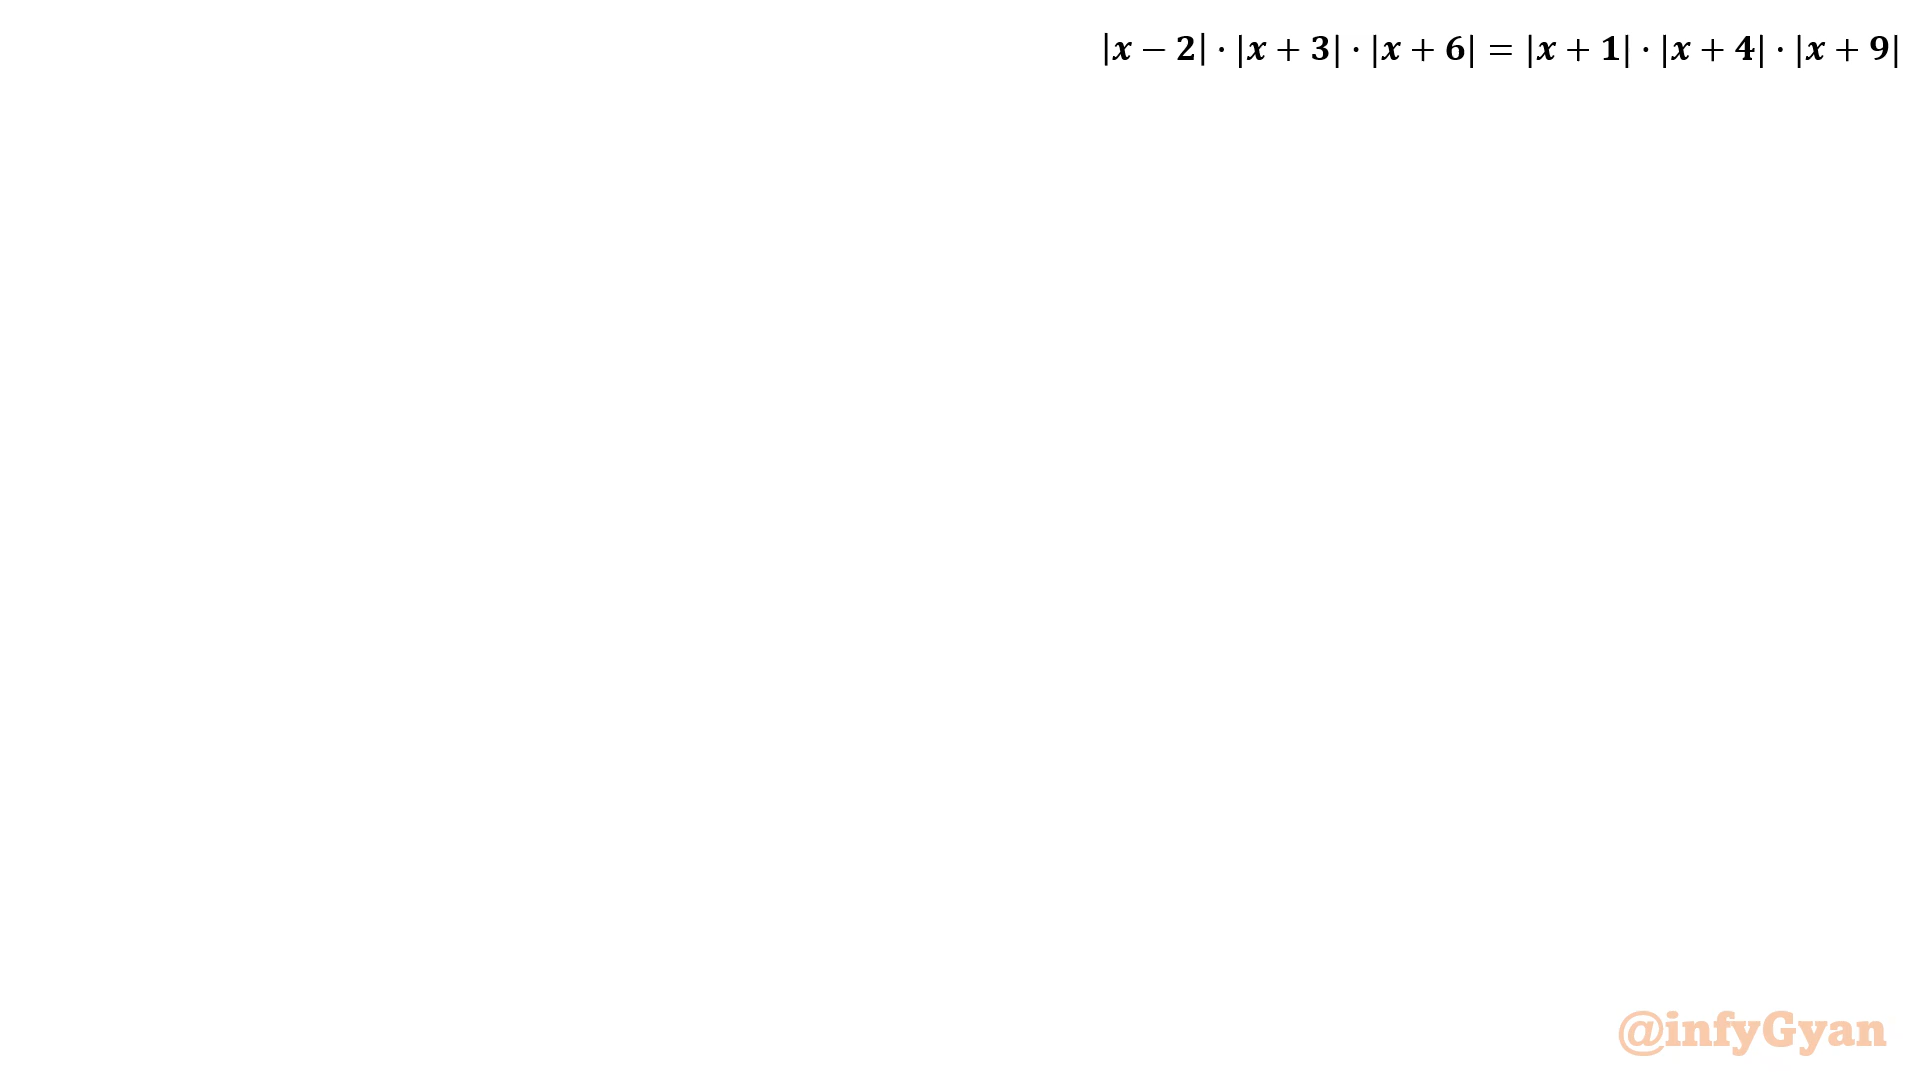 |x − 2| · |x + 3| · |x + 6| = |x + 1| · |x + 4| · |x + 9|
@infyGyan